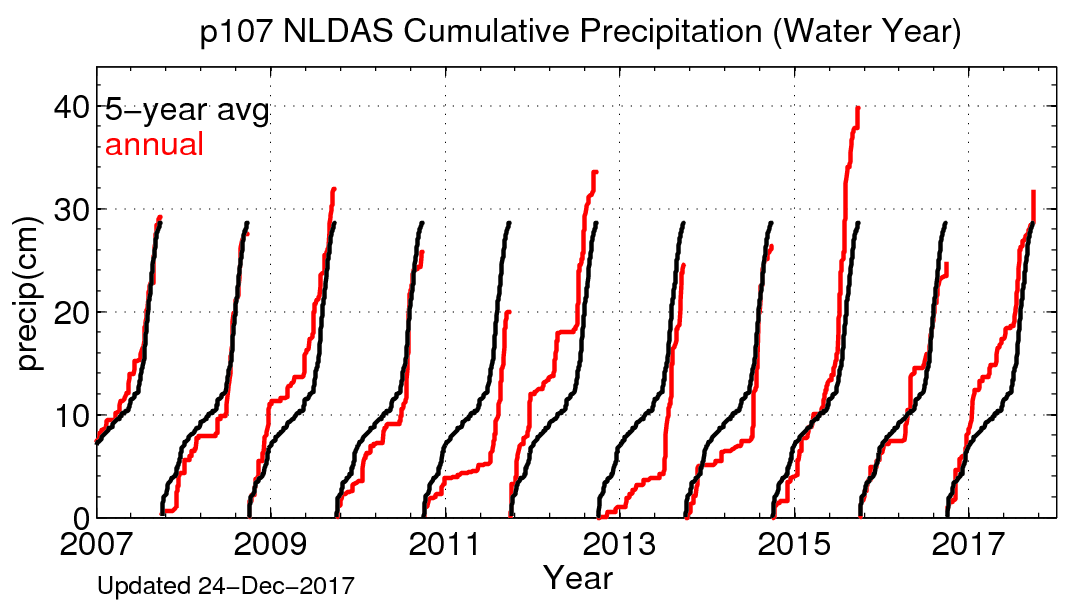 p107 NLDAS Cumulative Precipitation (Water Year)
40
5−year avg
annual
30
20
10
0
precip(cm)
2007 2009 2011 2013 2015 2017
Year
Updated 24−Dec−2017